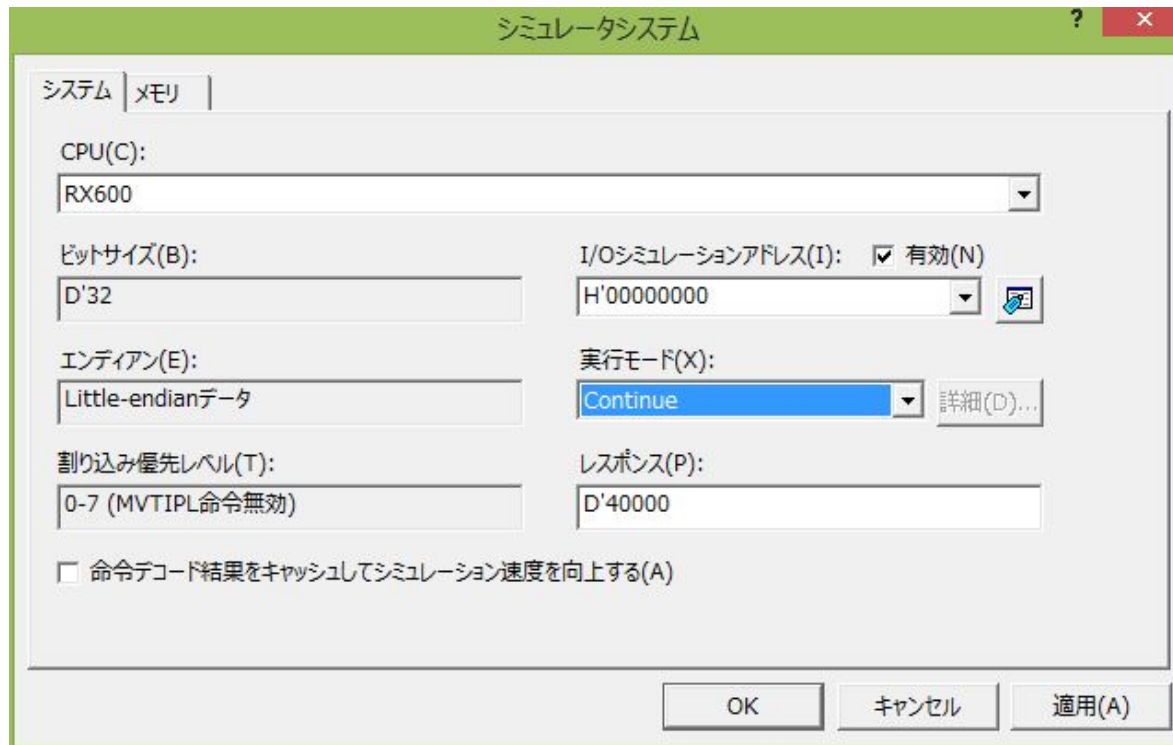 シミュレータシステム
? ×
システム メモリ
CPU(C):
RX600
ビットサイズ(B):
I/Oシミュレーションアドレス(I): 有効(N)
D'32
H'00000000
エンディアン(E):
実行モード(X):
Little-endianデータ
Continue
詳細(D)...
割り込み優先レベル(T):
レスポンス(P):
0-7 (MVTIPL命令無効)
D'40000
命令デコード結果をキャッシュしてシミュレーション速度を向上する(A)
OK キャンセル 適用(A)